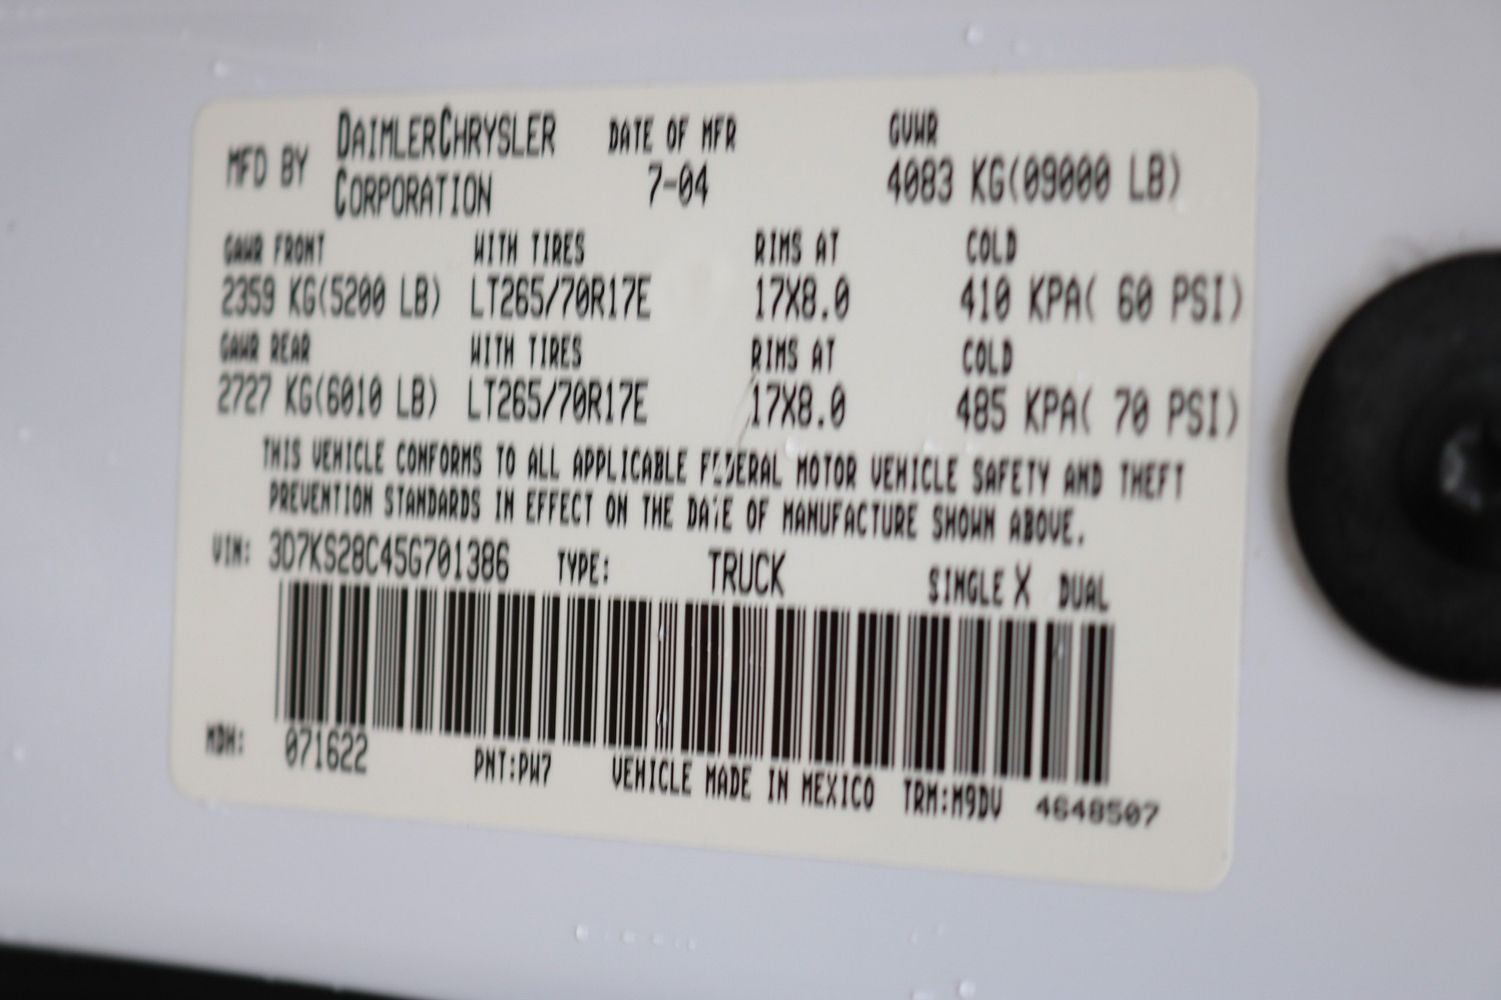 MFD BY DAIMLERCHRYSLER CORPORATION DATE OF MFR 7-04 GVWR 4083 KG(09000 LB)
GAWR FRONT WITH TIRES RIMS AT COLD
2359 KG(5200 LB) LT265/70R17E 17X8.0 410 KPA( 60 PSI)
GAWR REAR WITH TIRES RIMS AT COLD
2727 KG(6010 LB) LT265/70R17E 17X8.0 485 KPA( 70 PSI)
THIS VEHICLE CONFORMS TO ALL APPLICABLE FEDERAL MOTOR VEHICLE SAFETY AND THEFT
PREVENTION STANDARDS IN EFFECT ON THE DATE OF MANUFACTURE SHOWN ABOVE.
VIN: 3D7KS28C45G701386 TYPE: TRUCK SINGLE X DUAL
MDH: 071622 PNT:PW7 VEHICLE MADE IN MEXICO TRM:M9DV 4648507